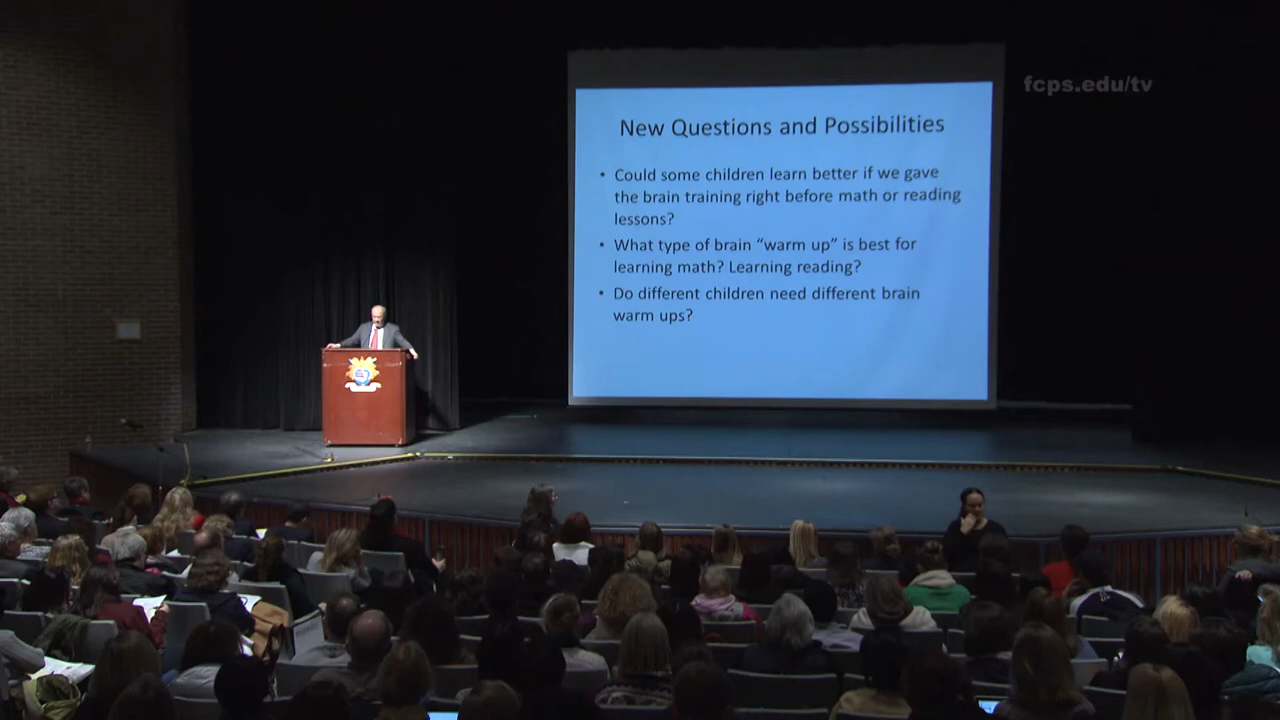 fcps.edu/tv
New Questions and Possibilities
• Could some children learn better if we gave
the brain training right before math or reading
lessons?
• What type of brain “warm up” is best for
learning math? Learning reading?
• Do different children need different brain
warm ups?